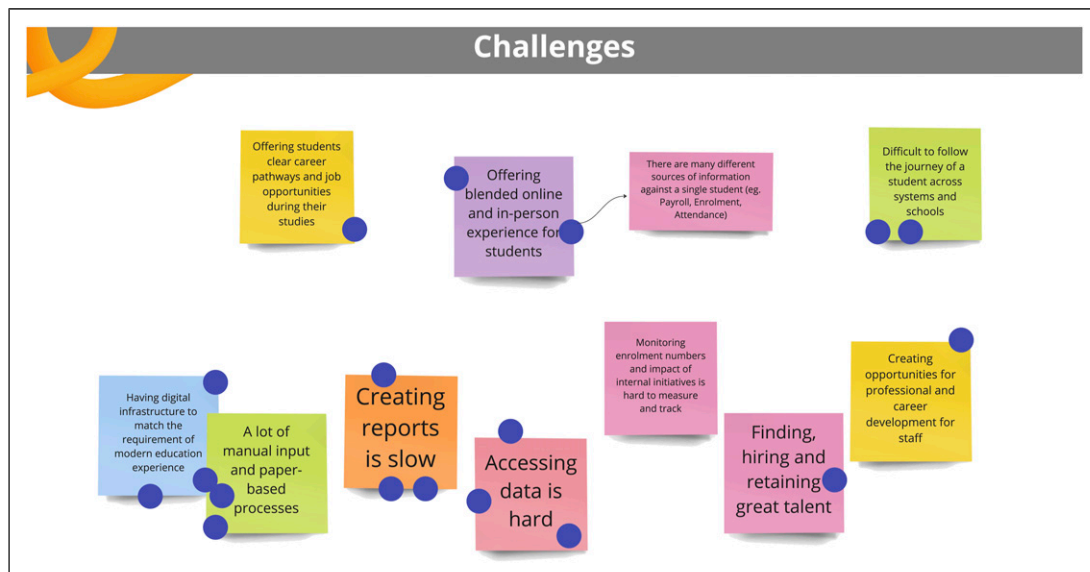 Challenges
Offering students
clear career
pathways and job
opportunities
during their
studies
Offering
blended online
and in-person
experience for
students
There are many different
sources of information
against a single student (eg.
Payroll, Enrolment,
Attendance)
Difficult to follow
the journey of a
student across
systems and
schools
Having digital
infrastructure to
match the
requirement of
modern education
experience
A lot of
manual input
and paper-
based
processes
Creating
reports
is slow
Accessing
data is
hard
Monitoring
enrolment numbers
and impact of
internal initiatives is
hard to measure
and track
Finding,
hiring and
retaining
great talent
Creating
opportunities for
professional and
career
development for
staff